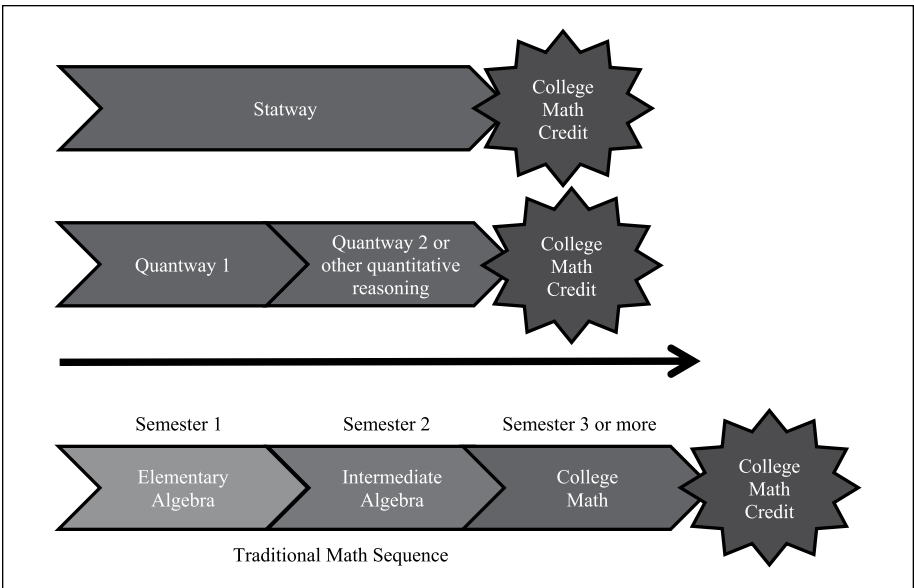 Statway
College
Math
Credit
Quantway 1
Quantway 2 or
other quantitative
reasoning
College
Math
Credit
Semester 1
Semester 2
Semester 3 or more
Elementary
Algebra
Intermediate
Algebra
College
Math
College
Math
Credit
Traditional Math Sequence